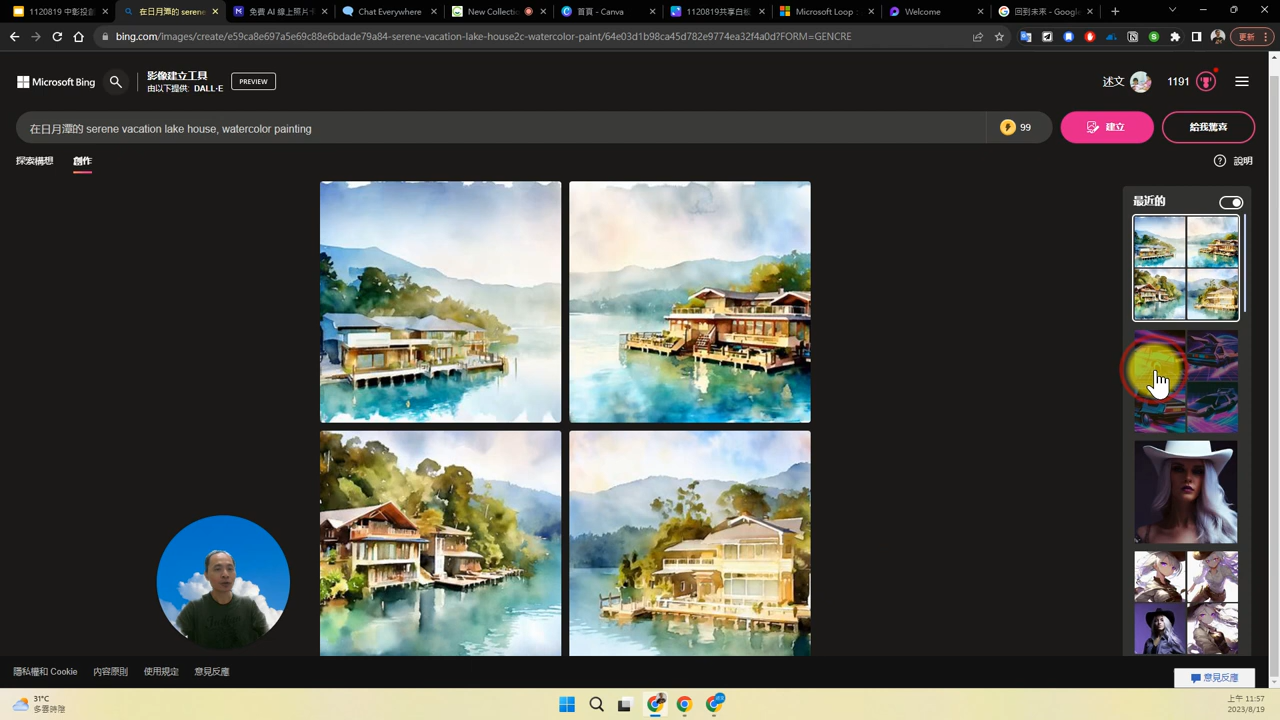 1120819 中彰投
在日月潭的 serene
免費 AI 線上照片卡
Chat Everywhere
New Collecti
首頁 - Canva
1120819共享白板
Microsoft Loop
Welcome
回到未來 - Goog
bing.com/images/create/e59ca8e697a5e69c88e6bdade79a84-serene-vacation-lake-house2c-watercolor-paint/64e03d1b98ca45d782e9774ea32f4a0d?FORM=GENCRE
更新
Microsoft Bing
影像建立工具
由以下提供: DALL·E
PREVIEW
述文
1191
在日月潭的 serene vacation lake house, watercolor painting
99
建立
給我驚喜
探索構想
創作
說明
最近的
隱私權和 Cookie
內容原則
使用規定
意見反應
意見反應
31°C
多雲時陰
上午 11:57
2023/8/19